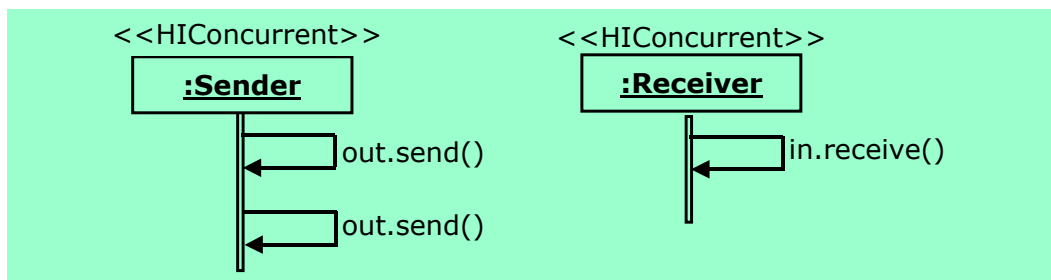 <<HIConcurrent>>
<<HIConcurrent>>
:Sender
:Receiver
out.send()
in.receive()
out.send()